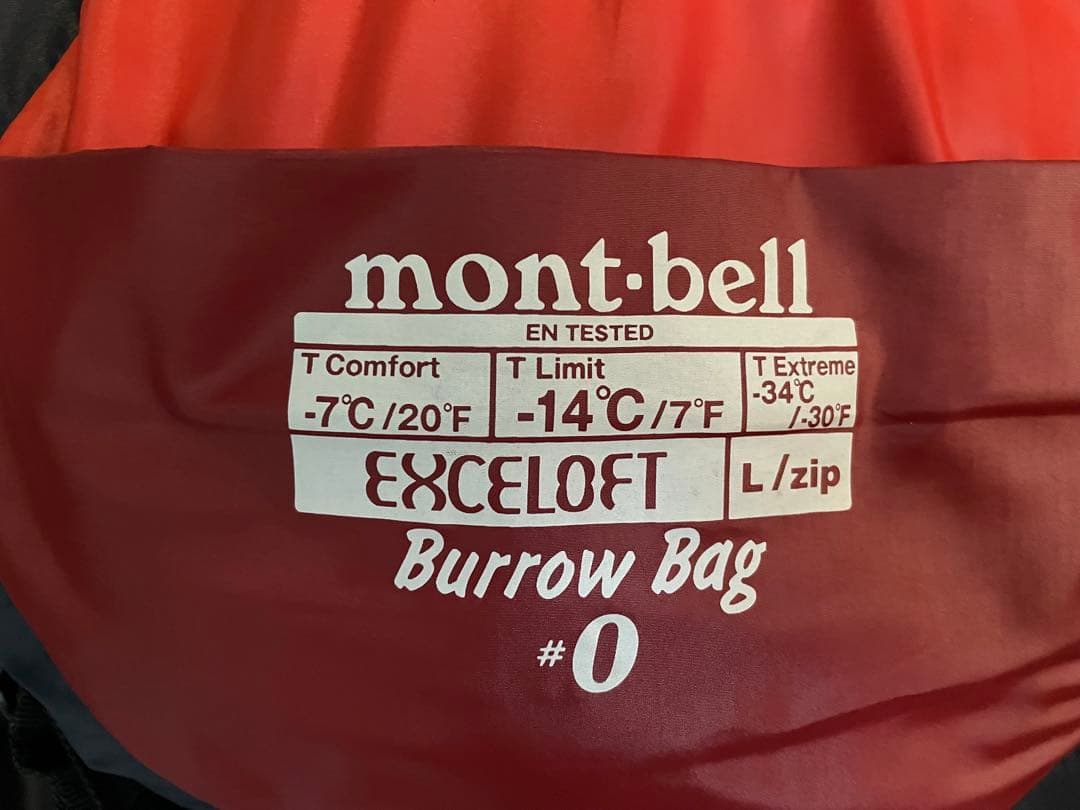 mont·bell
EN TESTED
T Comfort
-7℃/20°F
T Limit
-14℃/7°F
T Extreme
-34℃
/-30°F
EXCELOFT
L/zip
Burrow Bag
#0